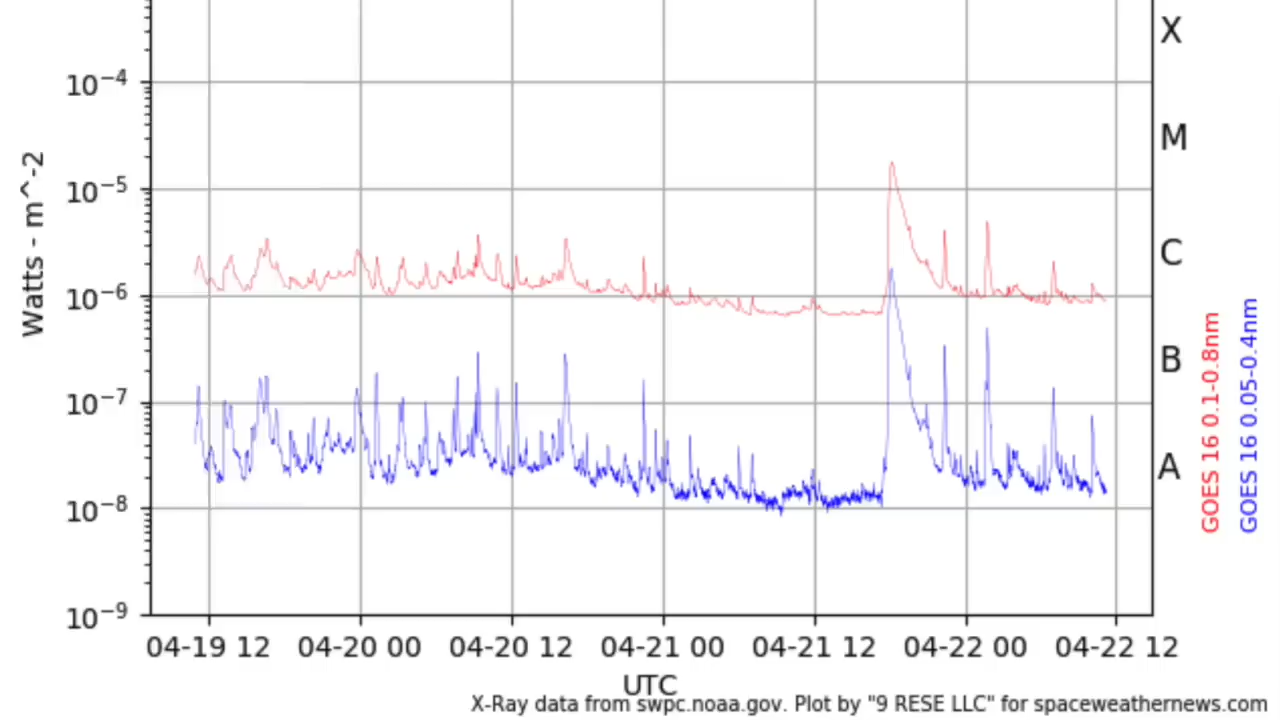 X
10−4
M
10−5
Watts - m^-2
C
10−6
B
10−7
A
10−8
10−9
GOES 16 0.1-0.8nm
GOES 16 0.05-0.4nm
04-19 12 04-20 00 04-20 12 04-21 00 04-21 12 04-22 00 04-22 12
UTC
X-Ray data from swpc.noaa.gov. Plot by "9 RESE LLC" for spaceweathernews.com